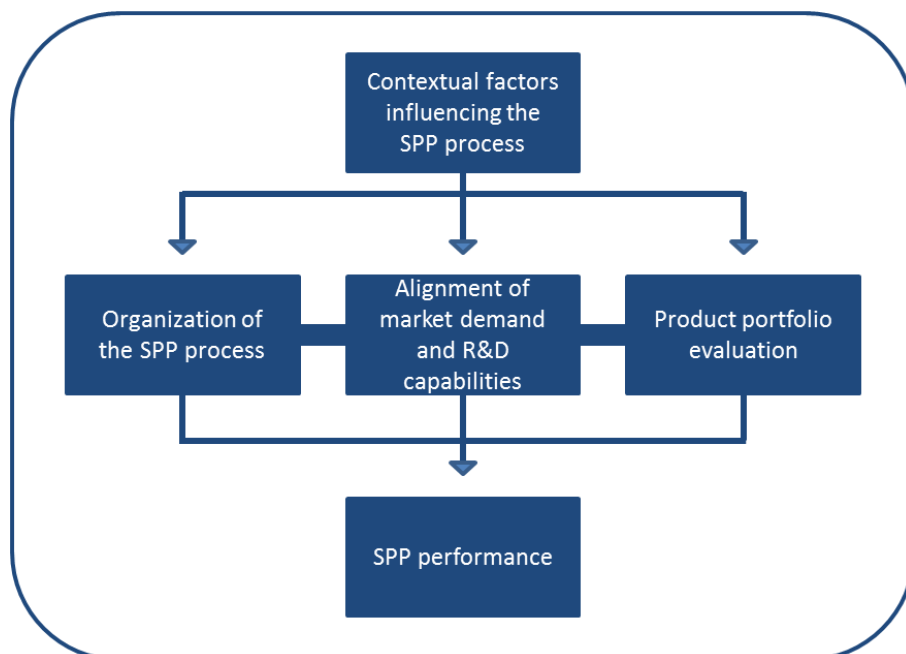 Contextual factors
influencing the
SPP process
Organization of
the SPP process
Alignment of
market demand
and R&D
capabilities
Product portfolio
evaluation
SPP performance